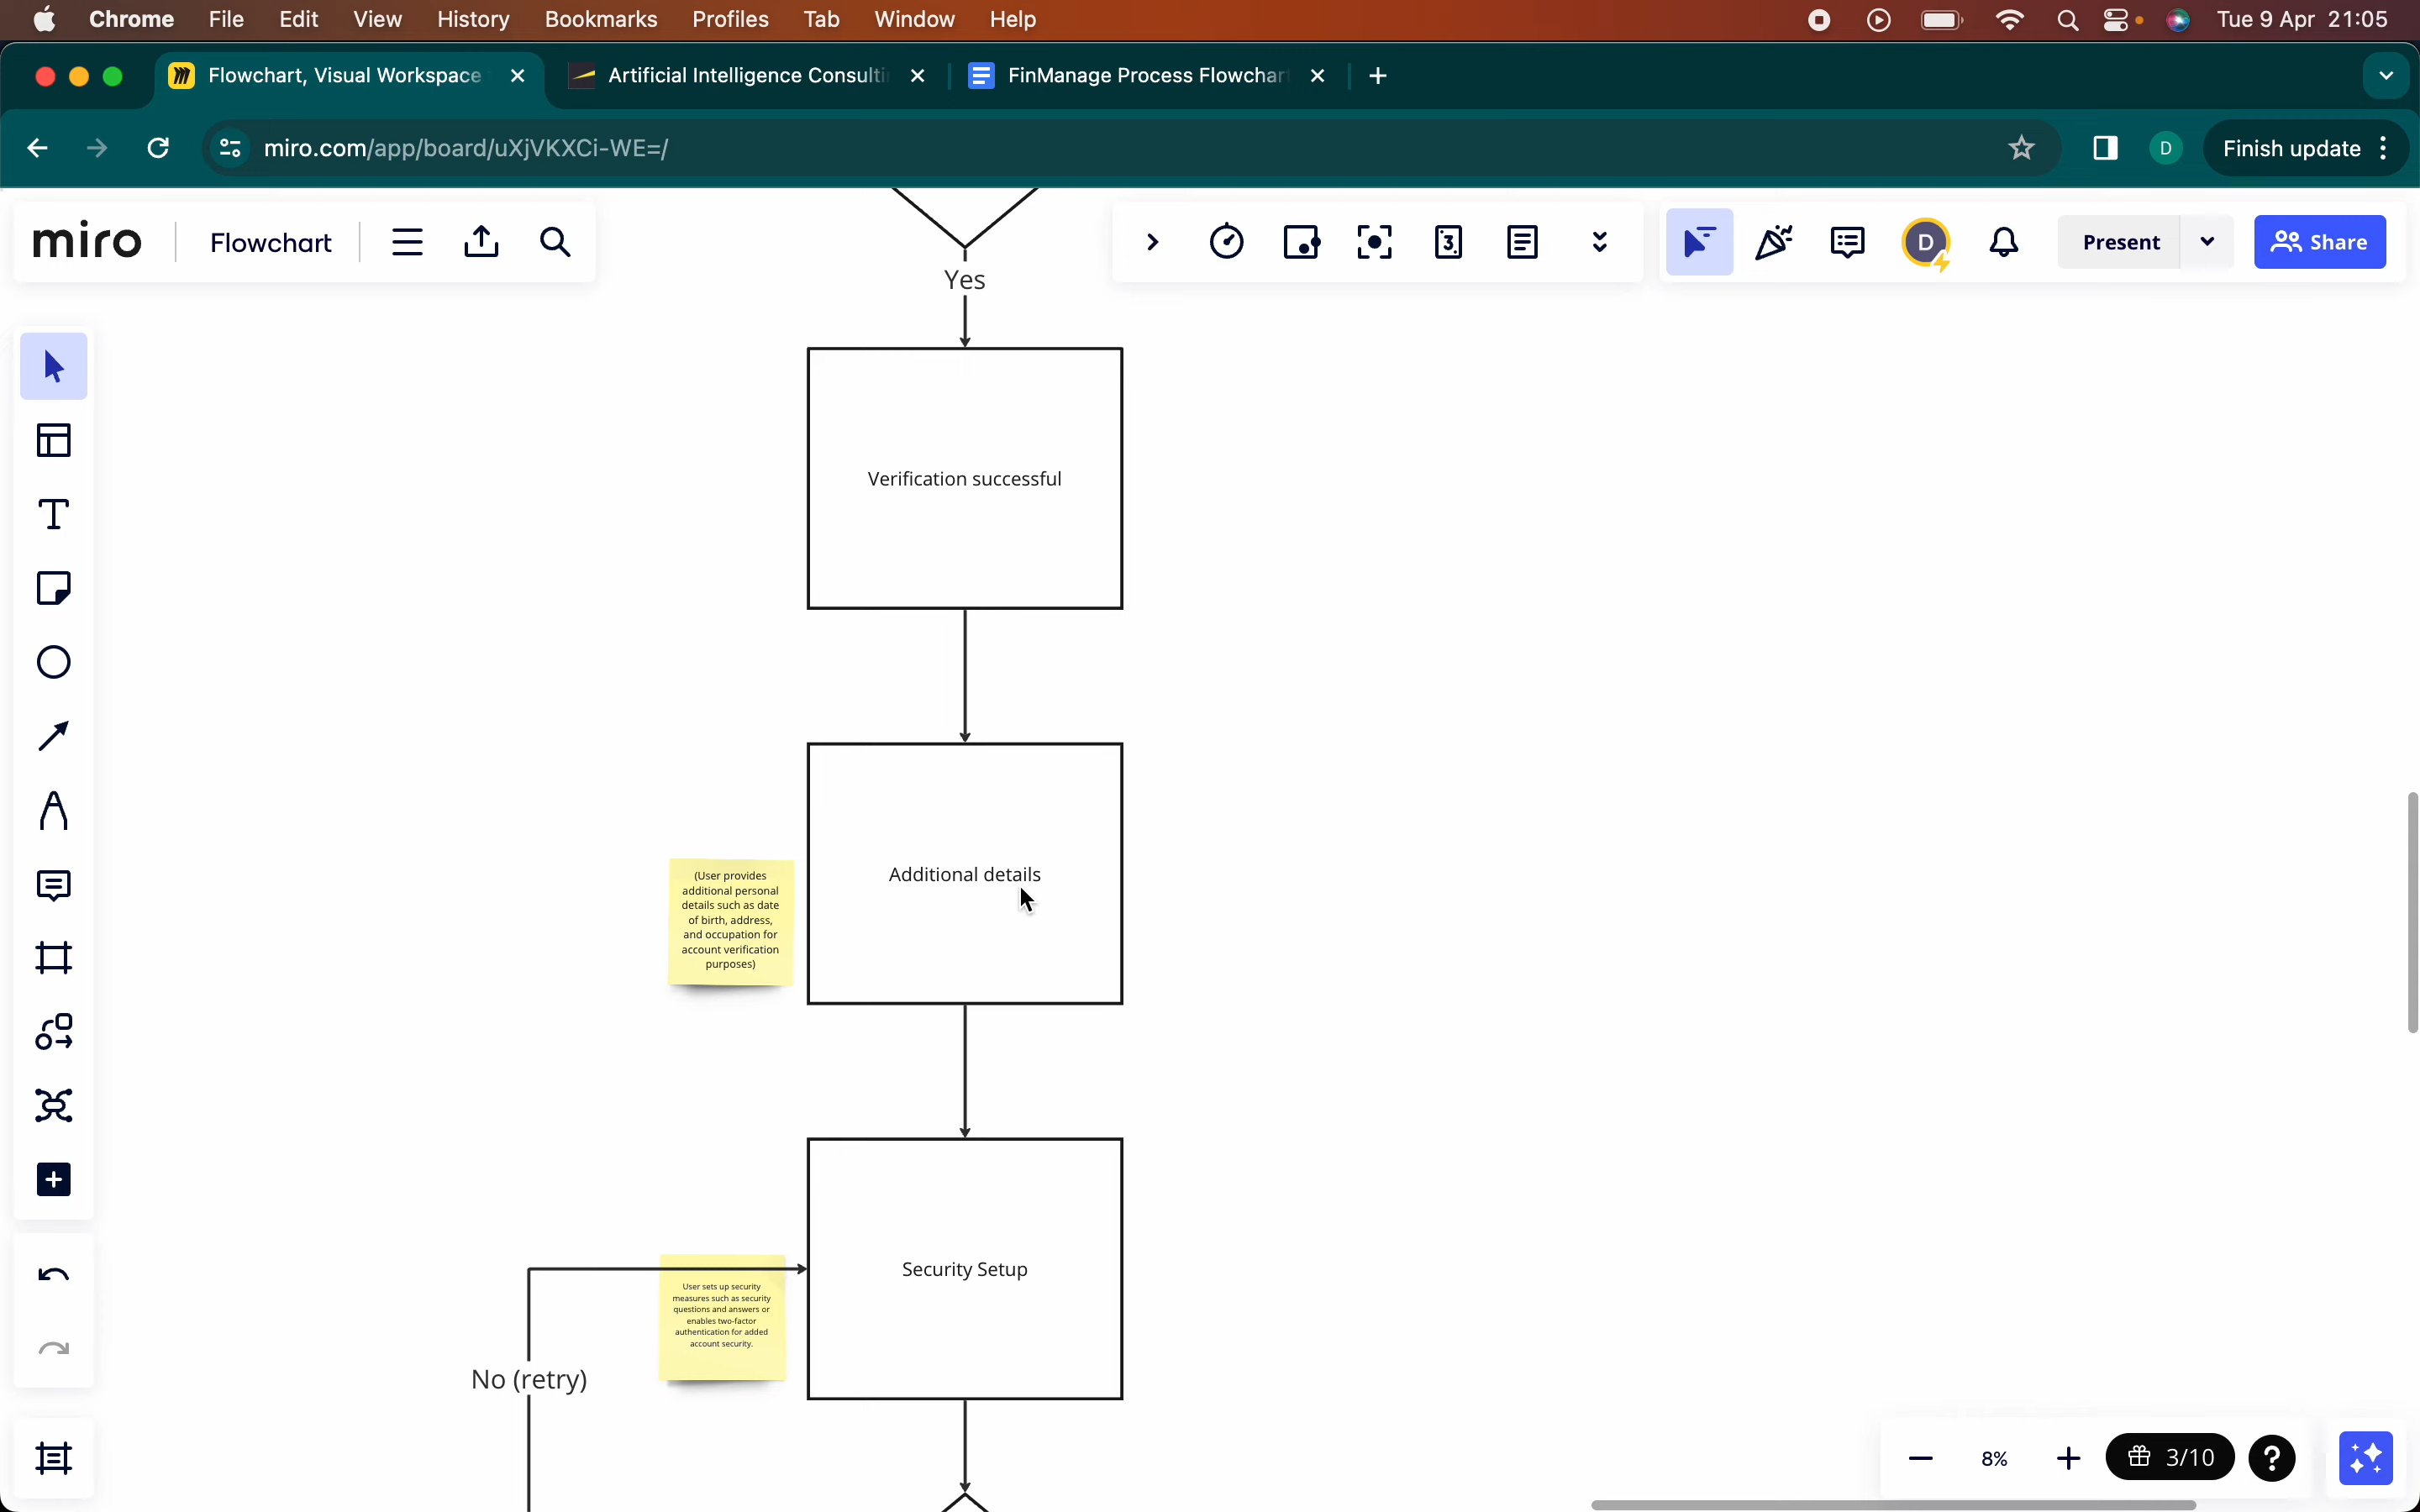 Chrome File Edit View History Bookmarks Profiles Tab Window Help Tue 9 Apr 21:05
Flowchart, Visual Workspace Artificial Intelligence Consulti FinManage Process Flowchar
miro.com/app/board/uXjVKXCi-WE=/ D Finish update
miro Flowchart 3 D Present Share
Yes
Verification successful
Additional details
(User provides
additional personal
details such as date
of birth, address,
and occupation for
account verification
purposes)
Security Setup
User sets up security
measures such as security
questions and answers or
enables two-factor
authentication for added
account security.
No (retry)
8% 3/10 ?